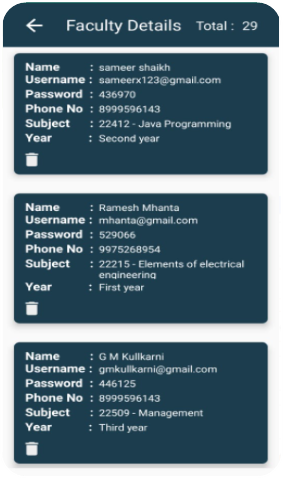 Faculty Details Total : 29
Name : sameer shaikh
Username : sameerx123@gmail.com
Password : 436970
Phone No : 8999596143
Subject : 22412 - Java Programming
Year : Second year
Name : Ramesh Mhanta
Username : mhanta@gmail.com
Password : 529066
Phone No : 9975268954
Subject : 22215 - Elements of electrical
engineering
Year : First year
Name : G M Kullkarni
Username : gmkullkarni@gmail.com
Password : 446125
Phone No : 8999596143
Subject : 22509 - Management
Year : Third year